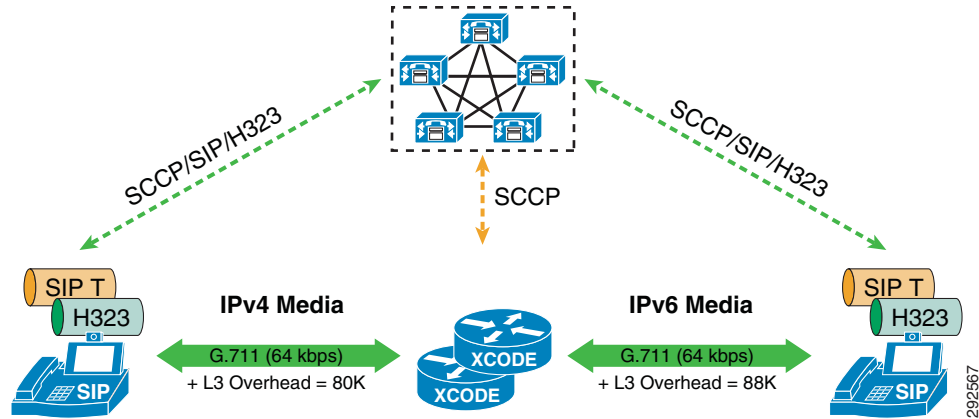 SCCP/SIP/H323
SCCP/SIP/H323
SCCP
SIP T
H323
SIP
IPv4 Media
G.711 (64 kbps)
+ L3 Overhead = 80K
XCODE
XCODE
IPv6 Media
G.711 (64 kbps)
+ L3 Overhead = 88K
SIP T
H323
SIP
292567